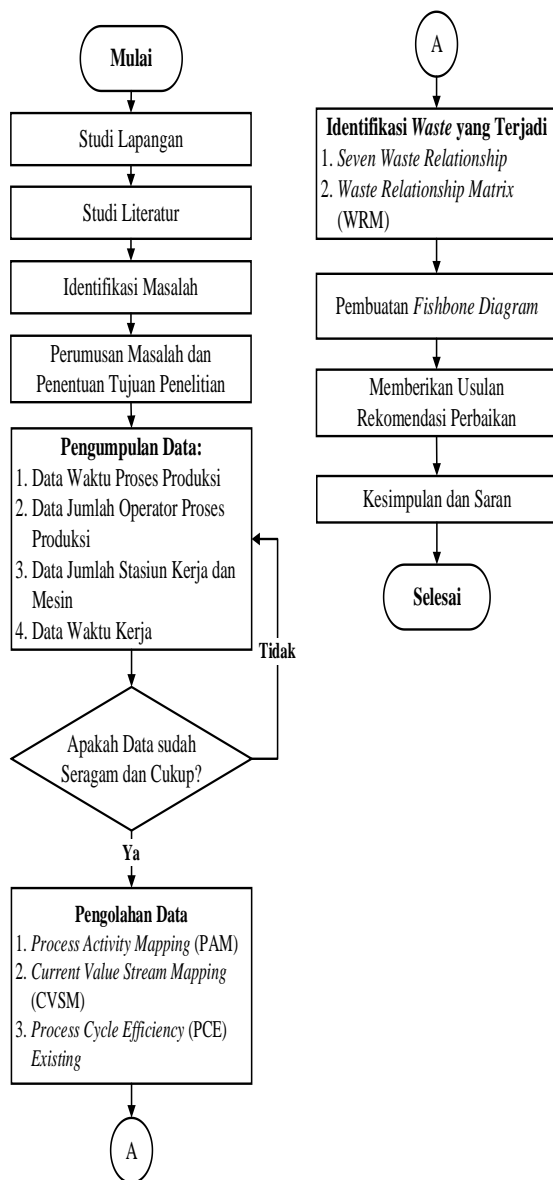 Mulai
Studi Lapangan
Studi Literatur
Identifikasi Masalah
Perumusan Masalah dan
Penentuan Tujuan Penelitian
Pengumpulan Data:
1. Data Waktu Proses Produksi
2. Data Jumlah Operator Proses
Produksi
3. Data Jumlah Stasiun Kerja dan
Mesin
4. Data Waktu Kerja
Tidak
Apakah Data sudah
Seragam dan Cukup?
Ya
Pengolahan Data
1. Process Activity Mapping (PAM)
2. Current Value Stream Mapping
(CVSM)
3. Process Cycle Efficiency (PCE)
Existing
A
A
Identifikasi Waste yang Terjadi
1. Seven Waste Relationship
2. Waste Relationship Matrix
(WRM)
Pembuatan Fishbone Diagram
Memberikan Usulan
Rekomendasi Perbaikan
Kesimpulan dan Saran
Selesai